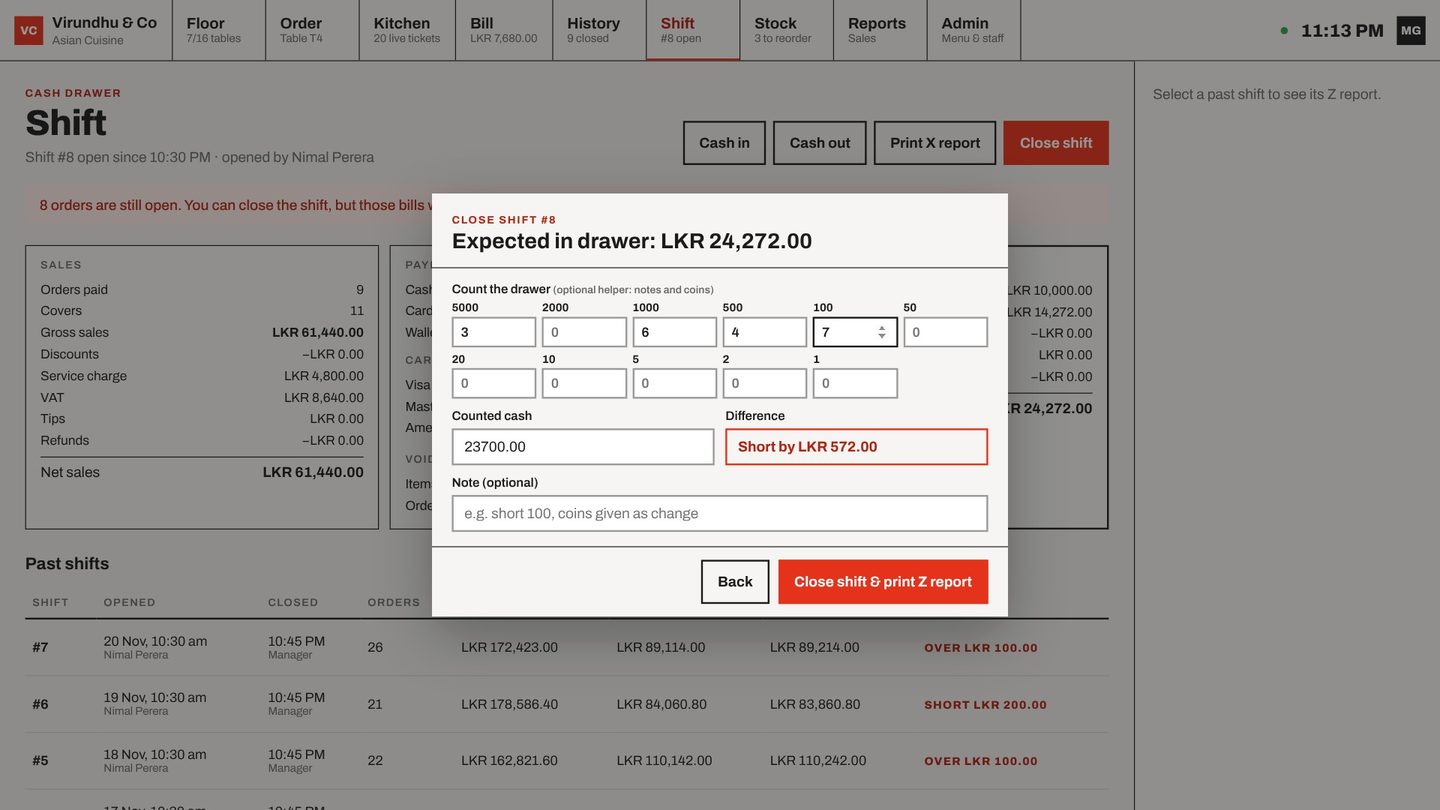 VC
Virundhu & Co
Asian Cuisine
Floor
7/16 tables
Order
Table T4
Kitchen
20 live tickets
Bill
LKR 7,680.00
History
9 closed
Shift
#8 open
Stock
3 to reorder
Reports
Sales
Admin
Menu & staff
11:13 PM
MG
CASH DRAWER
Shift
Shift #8 open since 10:30 PM · opened by Nimal Perera
Cash in
Cash out
Print X report
Close shift
Select a past shift to see its Z report.
8 orders are still open. You can close the shift, but those bills
SALES
Orders paid 9
Covers 11
Gross sales LKR 61,440.00
Discounts –LKR 0.00
Service charge LKR 4,800.00
VAT LKR 8,640.00
Tips LKR 0.00
Refunds –LKR 0.00
Net sales LKR 61,440.00
CLOSE SHIFT #8
Expected in drawer: LKR 24,272.00
Count the drawer (optional helper: notes and coins)
5000 2000 1000 500 100 50
3 0 6 4 7 0
20 10 5 2 1
0 0 0 0 0
Counted cash Difference
23700.00 Short by LKR 572.00
Note (optional)
e.g. short 100, coins given as change
Back
Close shift & print Z report
LKR 10,000.00
LKR 14,272.00
–LKR 0.00
LKR 0.00
–LKR 0.00
24,272.00
Past shifts
SHIFT OPENED CLOSED ORDERS
#7 20 Nov, 10:30 am 10:45 PM 26 LKR 172,423.00 LKR 89,114.00 LKR 89,214.00 OVER LKR 100.00
Nimal Perera Manager
#6 19 Nov, 10:30 am 10:45 PM 21 LKR 178,586.40 LKR 84,060.80 LKR 83,860.80 SHORT LKR 200.00
Nimal Perera Manager
#5 18 Nov, 10:30 am 10:45 PM 22 LKR 162,821.60 LKR 110,142.00 LKR 110,242.00 OVER LKR 100.00
Nimal Perera Manager